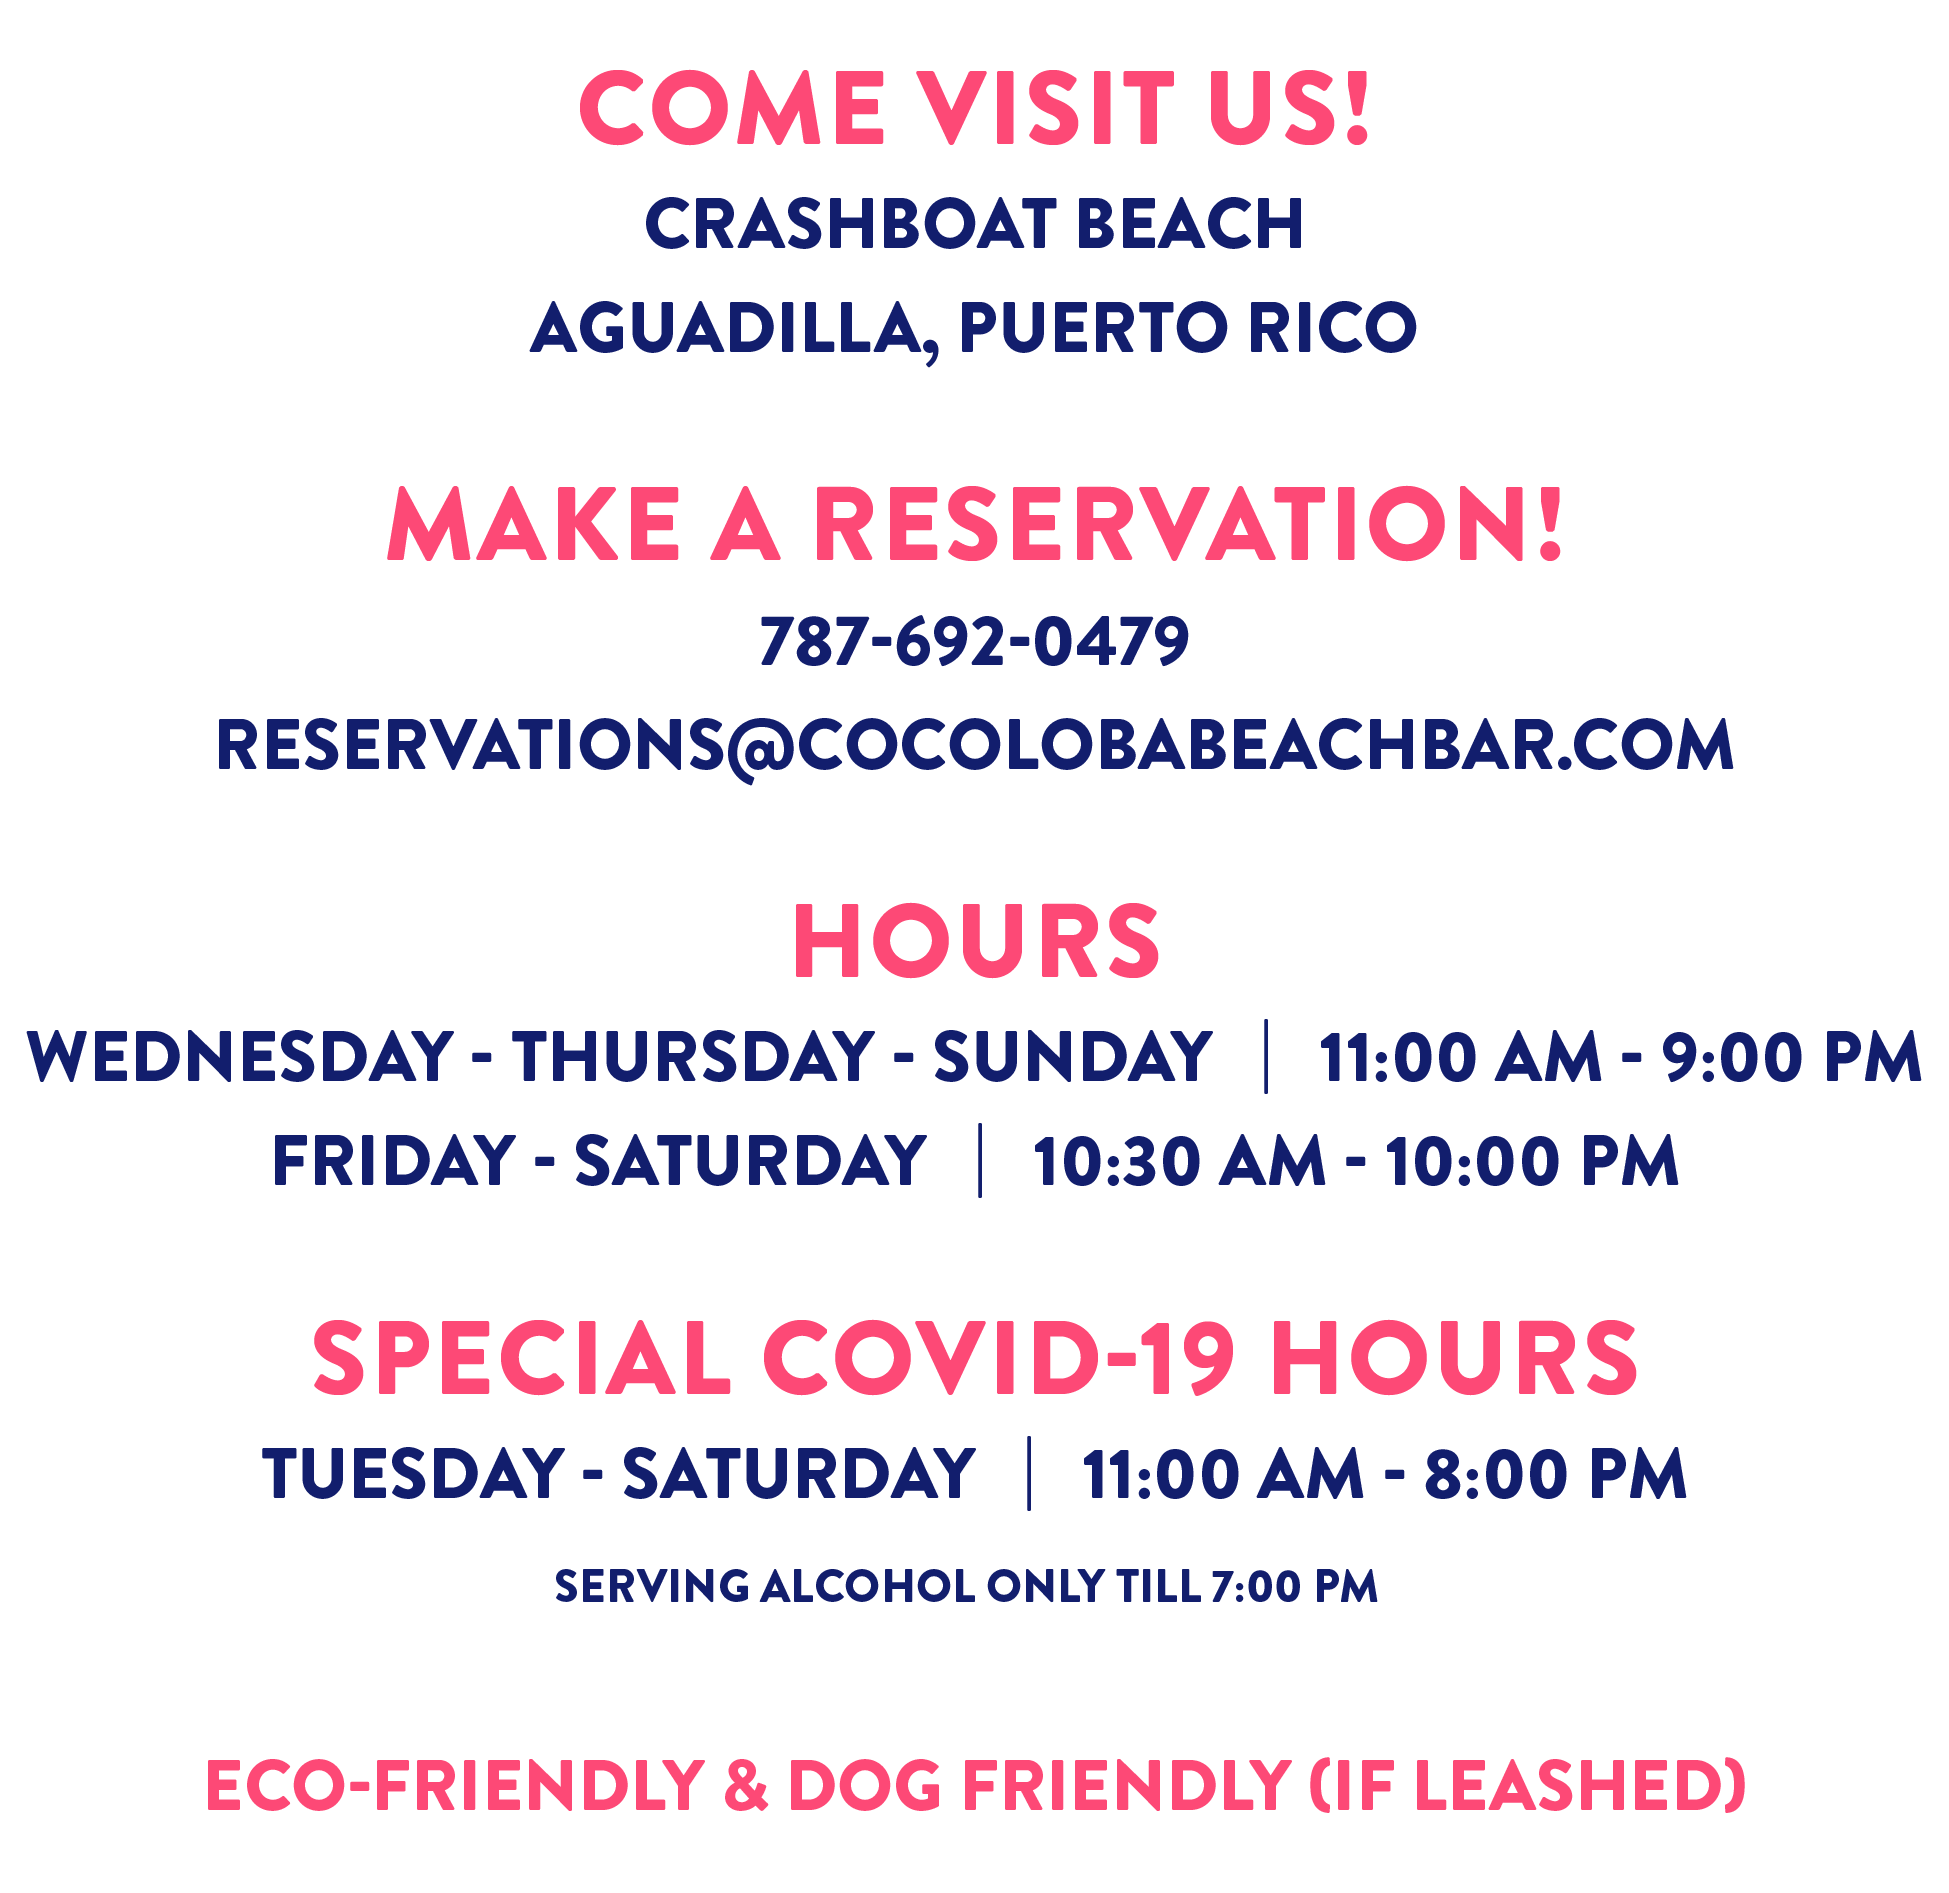 COME VISIT US!
CRASHBOAT BEACH
AGUADILLA, PUERTO RICO
MAKE A RESERVATION!
787-692-0479
RESERVATIONS@COCOLOBABEACHBAR.COM
HOURS
WEDNESDAY - THURSDAY - SUNDAY | 11:00 AM - 9:00 PM
FRIDAY - SATURDAY | 10:30 AM - 10:00 PM
SPECIAL COVID-19 HOURS
TUESDAY - SATURDAY | 11:00 AM - 8:00 PM
SERVING ALCOHOL ONLY TILL 7:00 PM
ECO-FRIENDLY & DOG FRIENDLY (IF LEASHED)